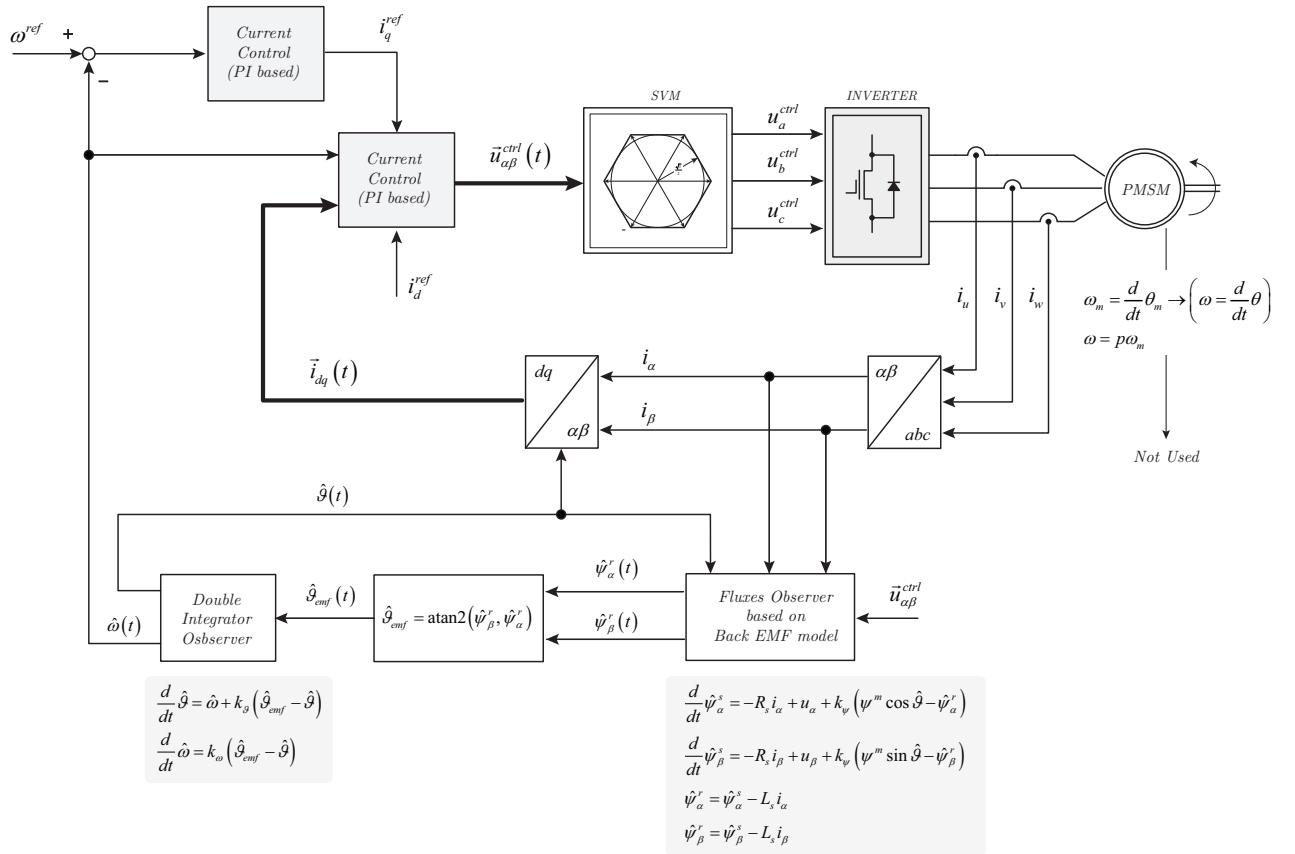 ω^ref + −
Current
Control
(PI based)
i_q^ref
Current
Control
(PI based)
i_d^ref
u⃗_αβ^ctrl (t)
SVM
u_a^ctrl
u_b^ctrl
u_c^ctrl
INVERTER
PMSM
i_u i_v i_w
ω_m = d/dt θ_m → (ω = d/dt θ)
ω = pω_m
Not Used
i⃗_dq (t)
dq
αβ
i_α
i_β
αβ
abc
ϑ̂(t)
ω̂(t)
Double
Integrator
Osbserver
ϑ̂_emf (t)
ϑ̂_emf = atan2(ψ̂_β^r, ψ̂_α^r)
ψ̂_α^r (t)
ψ̂_β^r (t)
Fluxes Observer
based on
Back EMF model
u⃗_αβ^ctrl
d/dt ϑ̂ = ω̂ + k_ϑ (ϑ̂_emf − ϑ̂)
d/dt ω̂ = k_ω (ϑ̂_emf − ϑ̂)
d/dt ψ̂_α^s = −R_s i_α + u_α + k_ψ (ψ^m cos ϑ̂ − ψ̂_α^r)
d/dt ψ̂_β^s = −R_s i_β + u_β + k_ψ (ψ^m sin ϑ̂ − ψ̂_β^r)
ψ̂_α^r = ψ̂_α^s − L_s i_α
ψ̂_β^r = ψ̂_β^s − L_s i_β